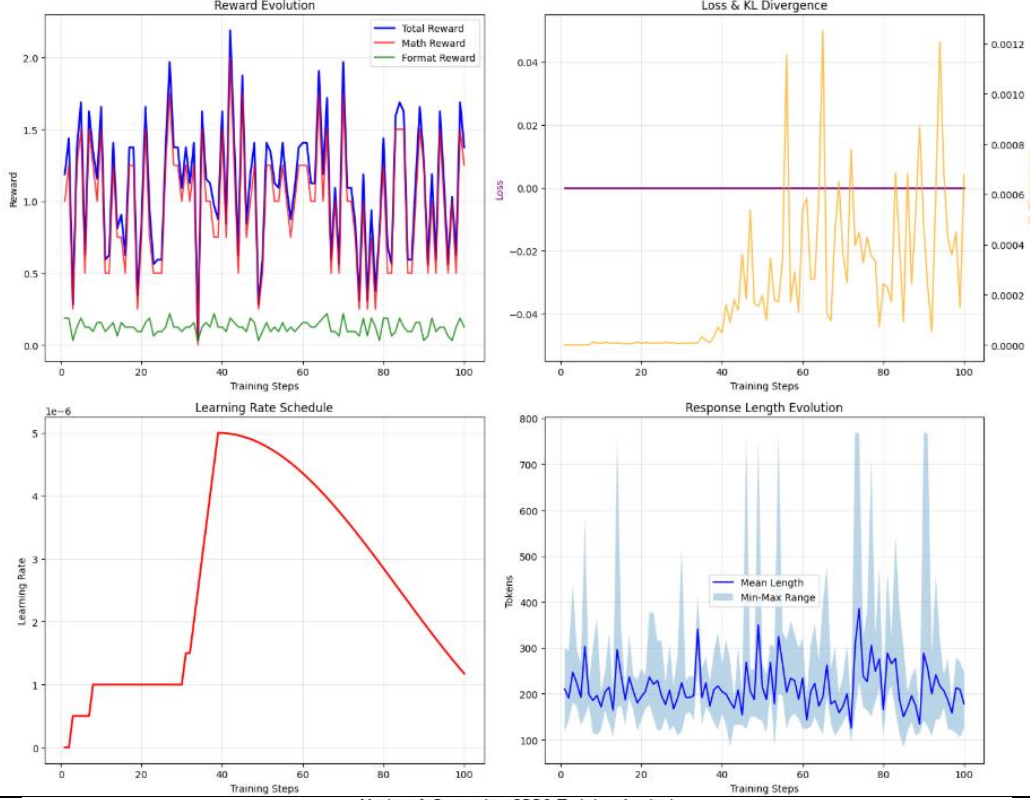 Reward Evolution
Total Reward
Math Reward
Format Reward
2.0
1.5
1.0
0.5
0.0
Reward
0 20 40 60 80 100
Training Steps
Loss & KL Divergence
0.04
0.02
0.00
−0.02
−0.04
Loss
0.0012
0.0010
0.0008
0.0006
0.0004
0.0002
0.0000
0 20 40 60 80 100
Training Steps
Learning Rate Schedule
1e−6
5
4
3
2
1
0
Learning Rate
0 20 40 60 80 100
Training Steps
Response Length Evolution
800
700
600
500
400
300
200
100
Tokens
Mean Length
Min-Max Range
0 20 40 60 80 100
Training Steps